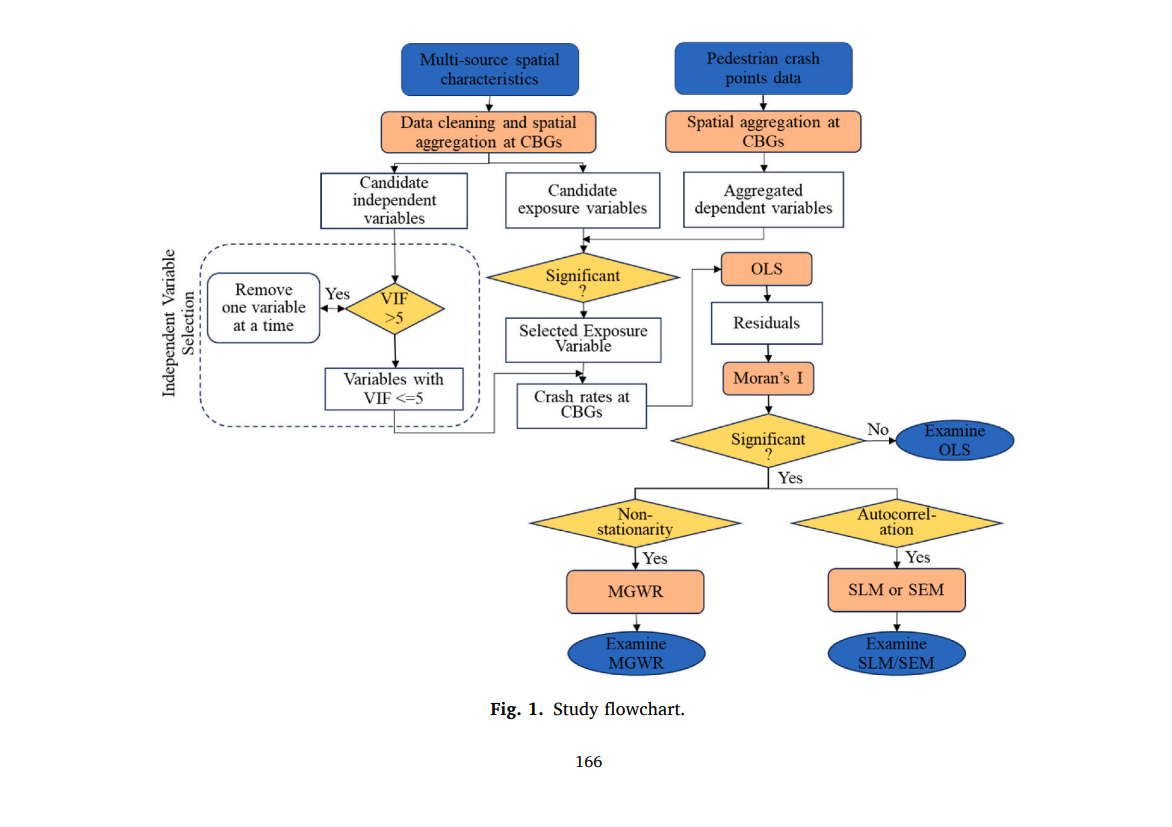 Multi-source spatial
characteristics
Pedestrian crash
points data
Data cleaning and spatial
aggregation at CBGs
Spatial aggregation at
CBGs
Candidate
independent
variables
Candidate
exposure variables
Aggregated
dependent variables
Independent Variable
Selection
Remove
one variable
at a time
Yes
VIF
>5
Variables with
VIF <=5
Significant
?
Selected Exposure
Variable
Crash rates at
CBGs
OLS
Residuals
Moran's I
Significant
?
No
Examine
OLS
Yes
Non-
stationarity
Autocorrel-
ation
Yes
Yes
MGWR
SLM or SEM
Examine
MGWR
Examine
SLM/SEM
Fig. 1. Study flowchart.
166